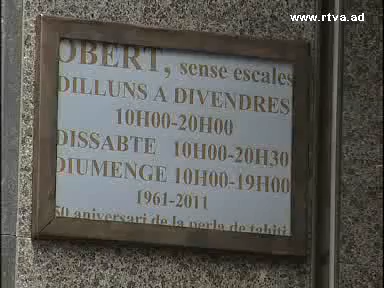 www.rtva.ad
OBERT, sense escales
DILLUNS A DIVENDRES
10H00-20H00
DISSABTE 10H00-20H30
DIUMENGE 10H00-19H00
1961-2011
50 aniversari de la perla de tahiti